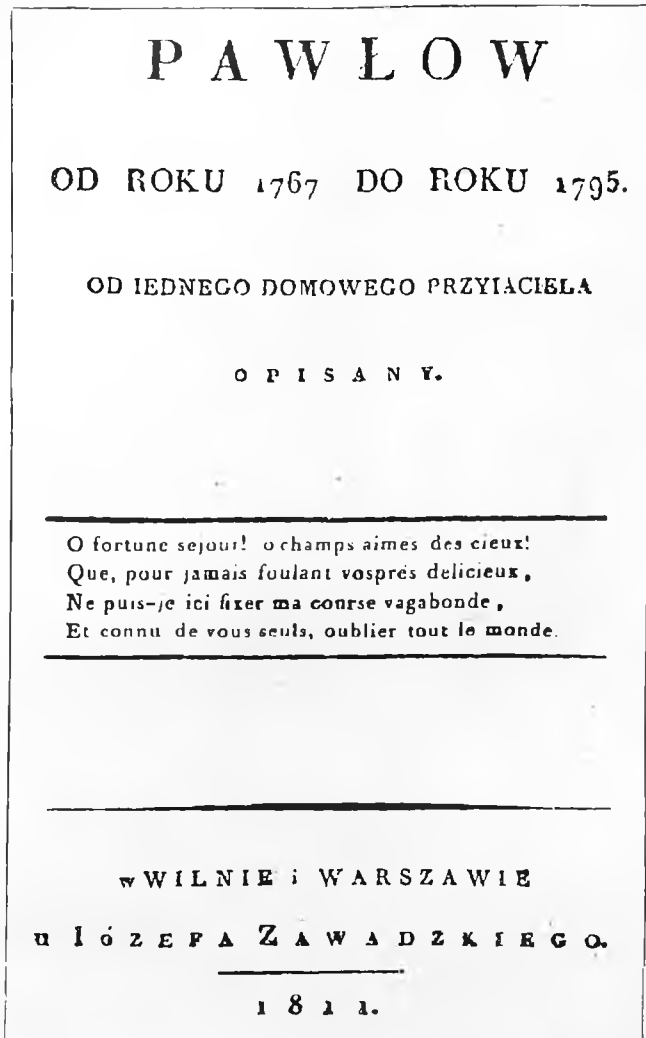 PAWŁOW
OD ROKU 1767 DO ROKU 1795.
OD IEDNEGO DOMOWEGO PRZYIACIELA
OPISANY.
O fortune sejour! o champs aimes des cieux!
Que, pour jamais foulant vosprés delicieux,
Ne puis-je ici fixer ma conrse vagabonde,
Et connu de vous seuls, oublier tout le monde.
w WILNIE i WARSZAWIE
u IÓZEFA ZAWADZKIEGO.
1811.